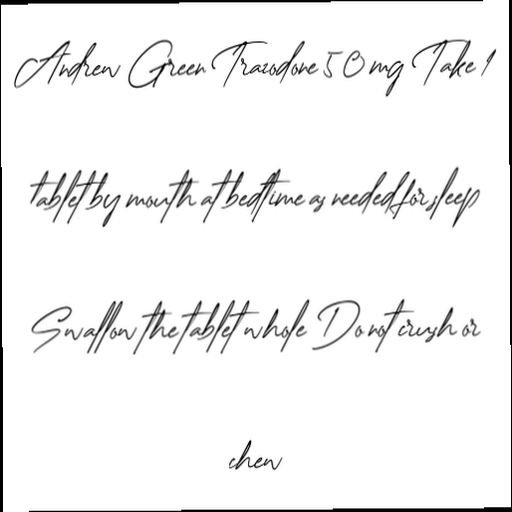 Andrew Green Trazodone 50 mg Take 1
tablet by mouth at bedtime as needed for sleep
Swallow the tablet whole Do not crush or
chew